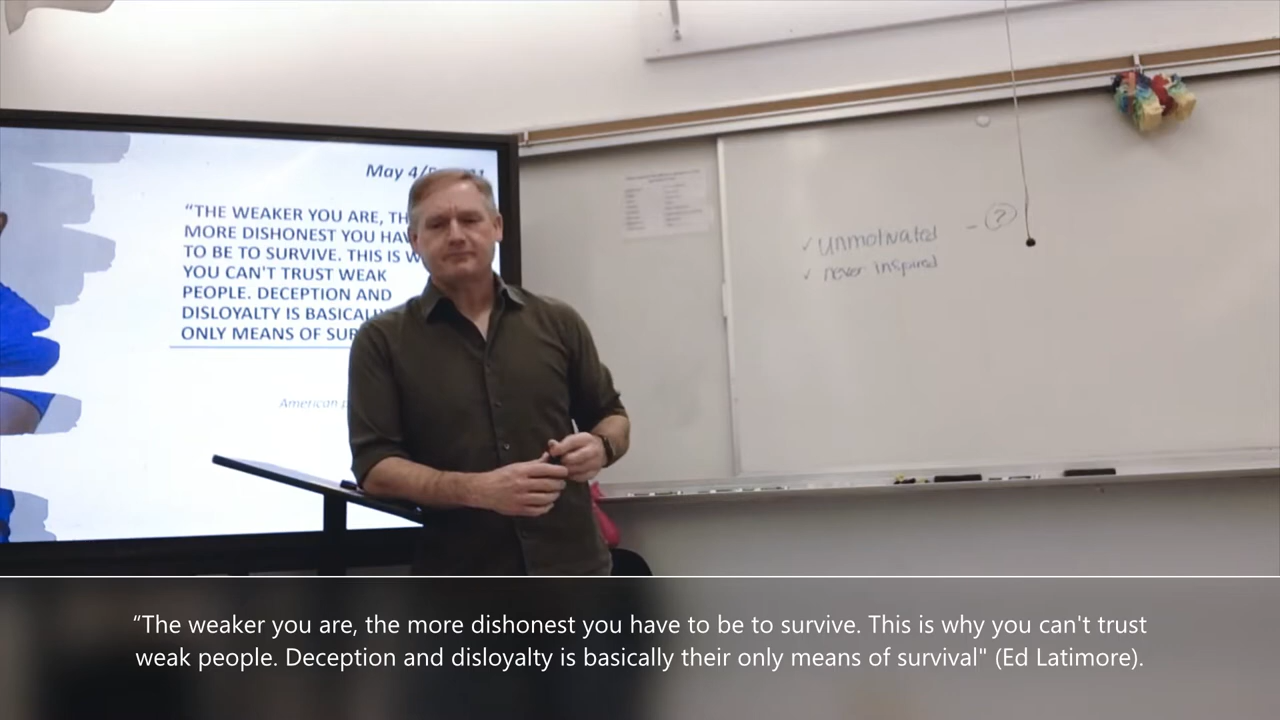 May 4/5
“THE WEAKER YOU ARE, TH
MORE DISHONEST YOU HAV
TO BE TO SURVIVE. THIS IS W
YOU CAN'T TRUST WEAK
PEOPLE. DECEPTION AND
DISLOYALTY IS BASICALLY
ONLY MEANS OF SUR
American p
✓ unmotivated - ?
✓ never inspired
“The weaker you are, the more dishonest you have to be to survive. This is why you can't trust
weak people. Deception and disloyalty is basically their only means of survival" (Ed Latimore).